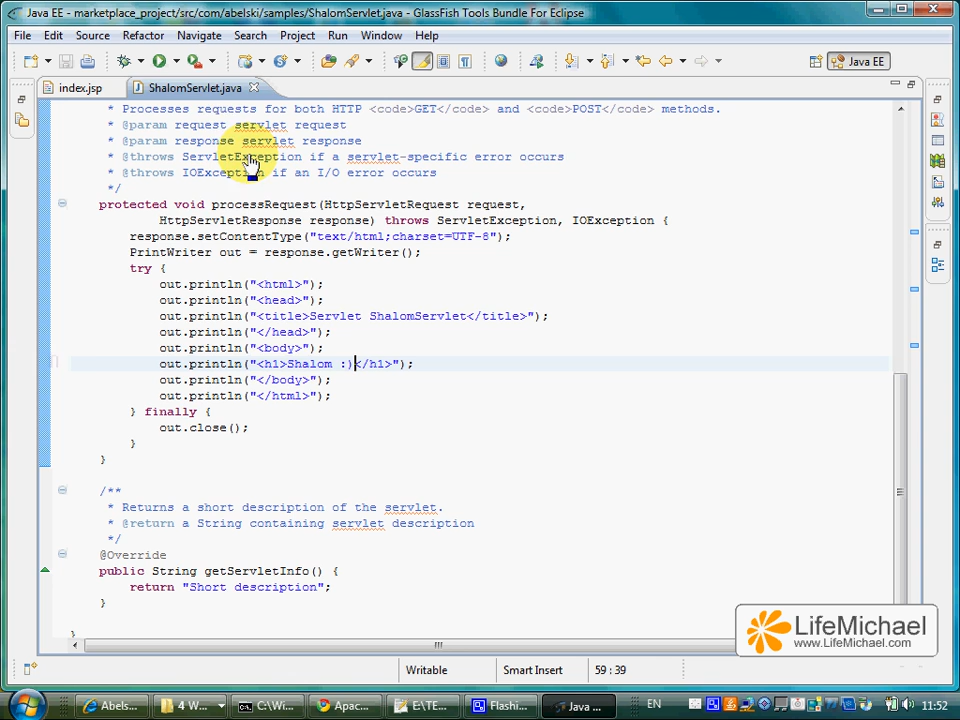 Java EE - marketplace_project/src/com/abelski/samples/ShalomServlet.java - GlassFish Tools Bundle For Eclipse
File Edit Source Refactor Navigate Search Project Run Window Help
Java EE
index.jsp ShalomServlet.java
* Processes requests for both HTTP <code>GET</code> and <code>POST</code> methods.
* @param request servlet request
* @param response servlet response
* @throws ServletException if a servlet-specific error occurs
* @throws IOException if an I/O error occurs
*/
protected void processRequest(HttpServletRequest request,
HttpServletResponse response) throws ServletException, IOException {
response.setContentType("text/html;charset=UTF-8");
PrintWriter out = response.getWriter();
try {
out.println("<html>");
out.println("<head>");
out.println("<title>Servlet ShalomServlet</title>");
out.println("</head>");
out.println("<body>");
out.println("<h1>Shalom :)</h1>");
out.println("</body>");
out.println("</html>");
} finally {
out.close();
}
}
/**
* Returns a short description of the servlet.
* @return a String containing servlet description
*/
@Override
public String getServletInfo() {
return "Short description";
}
}
LifeMichael
www.lifemichael.com
Writable Smart Insert 59 : 39
Abels... 4 W... C:\Wi... Apac... E:\TE... Flashi... Java ... EN 11:52